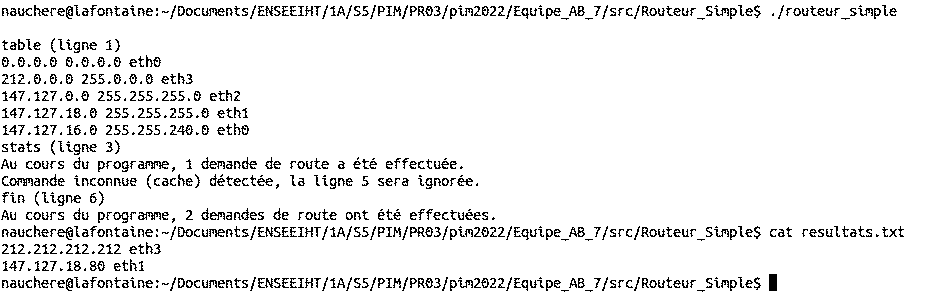 nauchere@lafontaine:~/Documents/ENSEEIHT/1A/S5/PIM/PR03/pim2022/Equipe_AB_7/src/Routeur_Simple$ ./routeur_simple
table (ligne 1)
0.0.0.0 0.0.0.0 eth0
212.0.0.0 255.0.0.0 eth3
147.127.0.0 255.255.255.0 eth2
147.127.18.0 255.255.255.0 eth1
147.127.16.0 255.255.240.0 eth0
stats (ligne 3)
Au cours du programme, 1 demande de route a été effectuée.
Commande inconnue (cache) détectée, la ligne 5 sera ignorée.
fin (ligne 6)
Au cours du programme, 2 demandes de route ont été effectuées.
nauchere@lafontaine:~/Documents/ENSEEIHT/1A/S5/PIM/PR03/pim2022/Equipe_AB_7/src/Routeur_Simple$ cat resultats.txt
212.212.212.212 eth3
147.127.18.80 eth1
nauchere@lafontaine:~/Documents/ENSEEIHT/1A/S5/PIM/PR03/pim2022/Equipe_AB_7/src/Routeur_Simple$